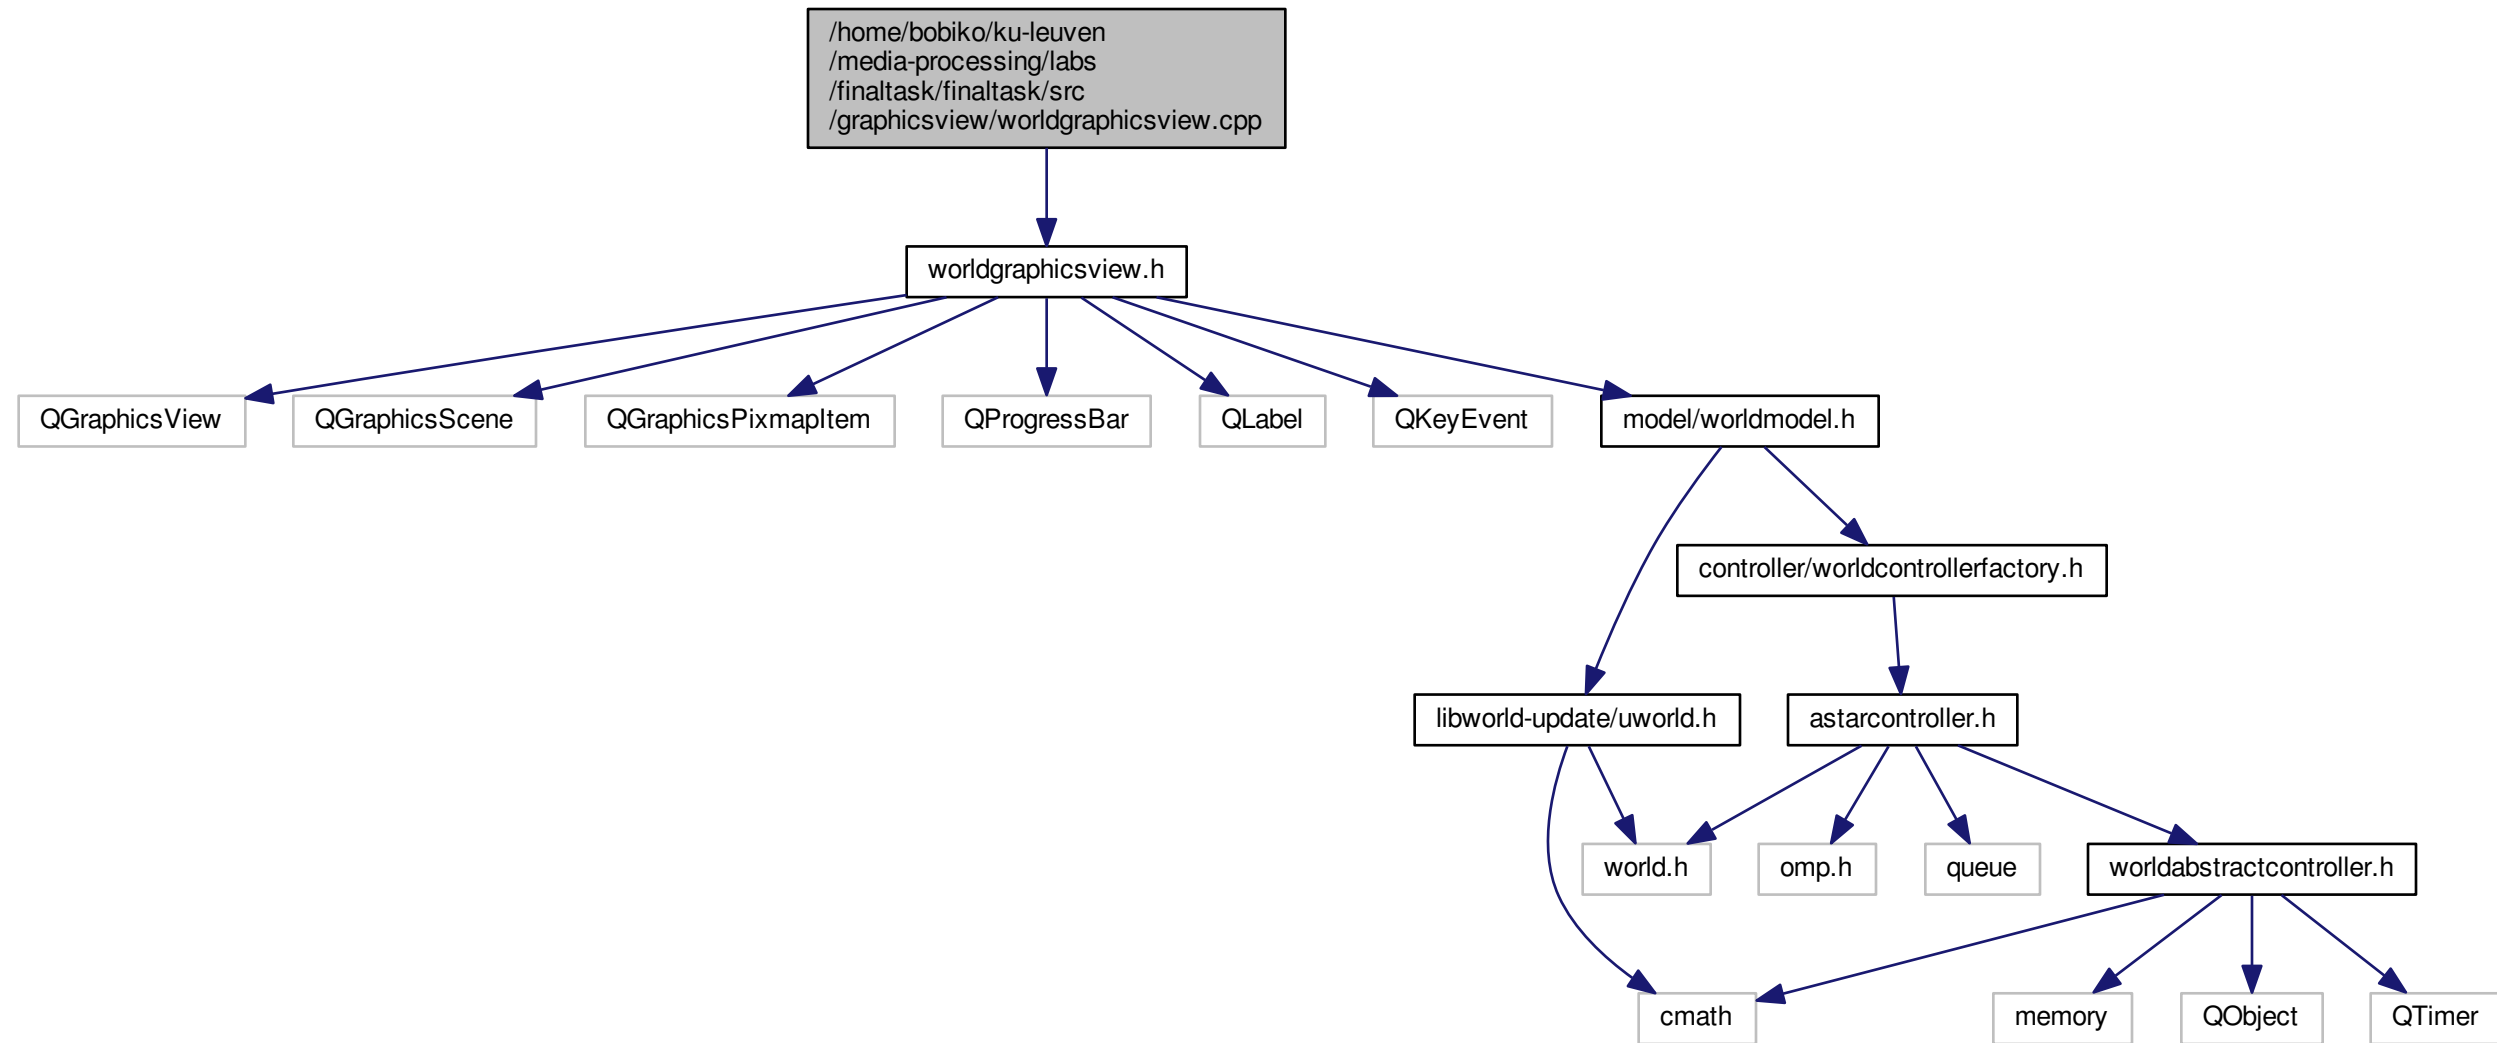 /home/bobiko/ku-leuven
/media-processing/labs
/finaltask/finaltask/src
/graphicsview/worldgraphicsview.cpp
worldgraphicsview.h
QGraphicsView
QGraphicsScene
QGraphicsPixmapItem
QProgressBar
QLabel
QKeyEvent
model/worldmodel.h
controller/worldcontrollerfactory.h
libworld-update/uworld.h
astarcontroller.h
world.h
omp.h
queue
worldabstractcontroller.h
cmath
memory
QObject
QTimer